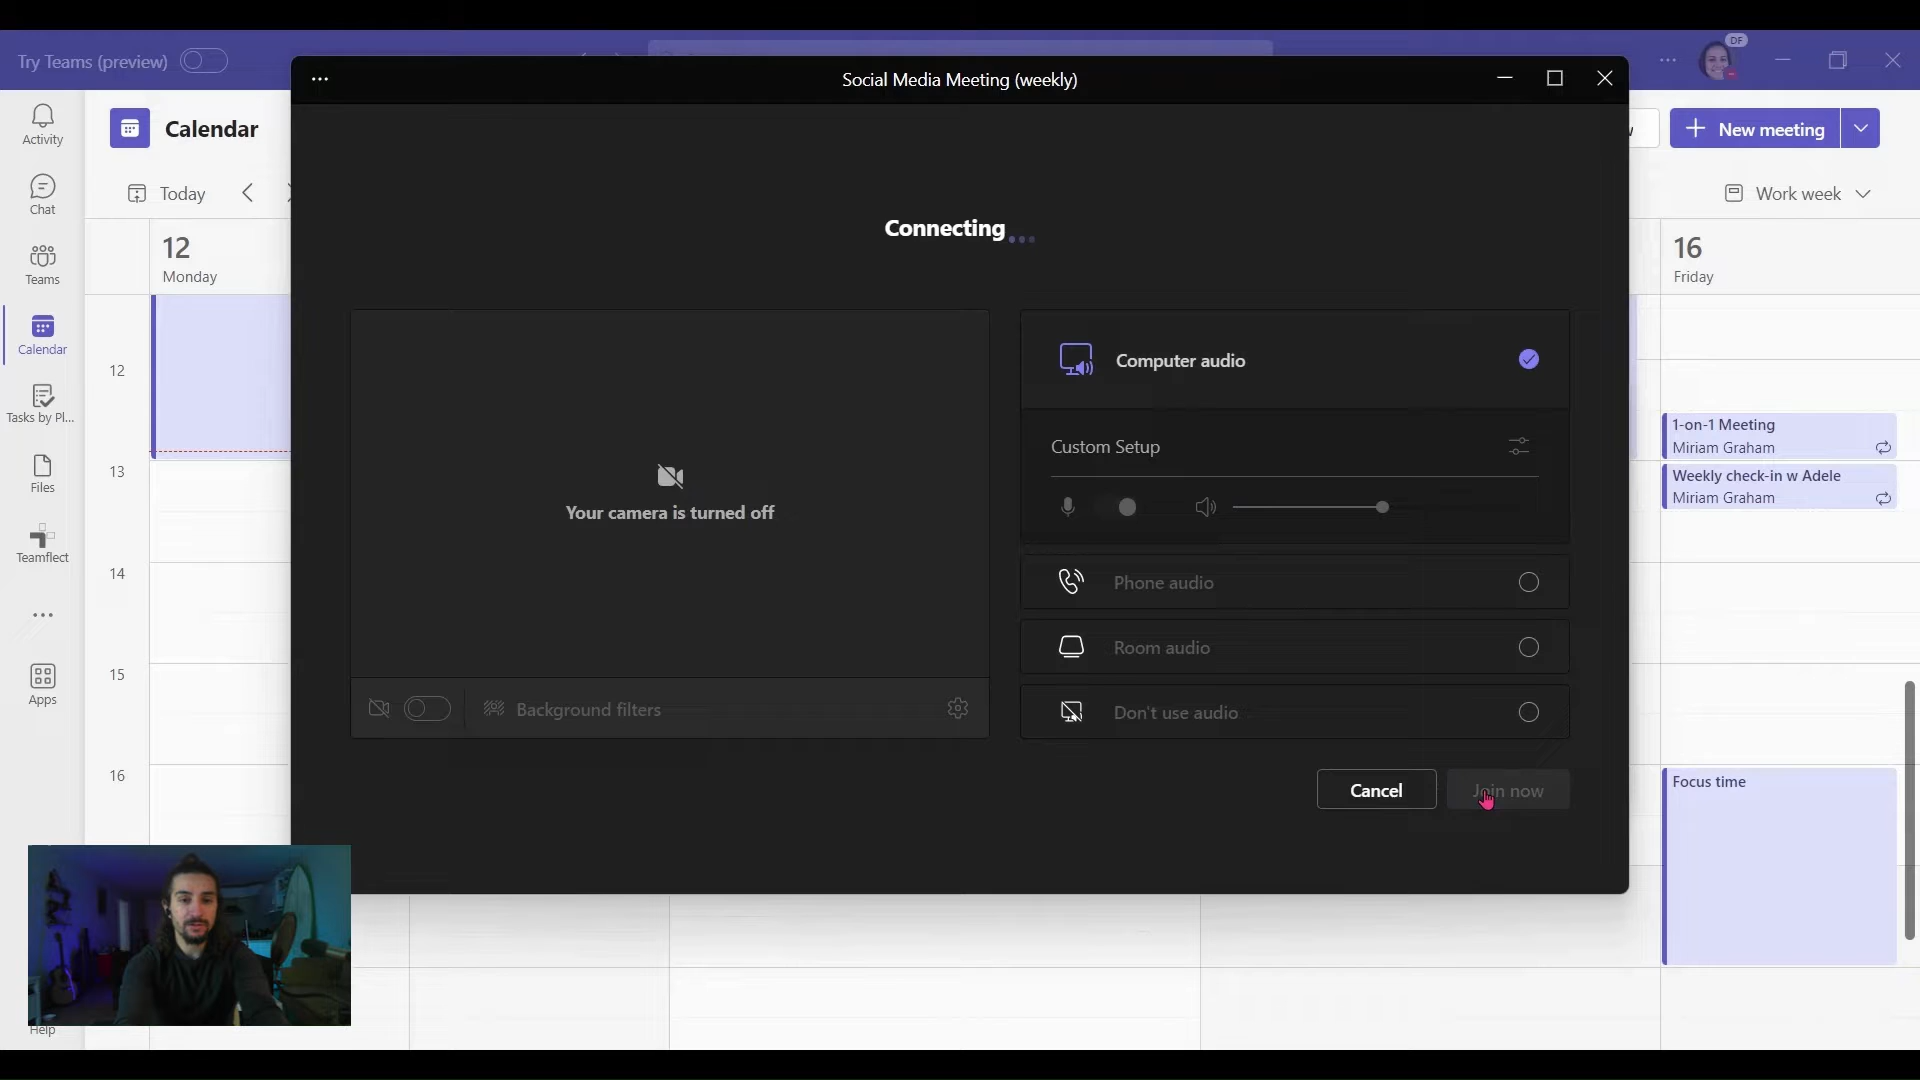 Try Teams (preview)
DF
Social Media Meeting (weekly)
Activity
Chat
Teams
Calendar
Tasks by Pl...
Files
Teamflect
Apps
Help
Calendar
New meeting
Today
Work week
12
Monday
16
Friday
12
13
14
15
16
1-on-1 Meeting
Miriam Graham
Weekly check-in w Adele
Miriam Graham
Focus time
Connecting...
Your camera is turned off
Background filters
Computer audio
Custom Setup
Phone audio
Room audio
Don't use audio
Cancel
Join now